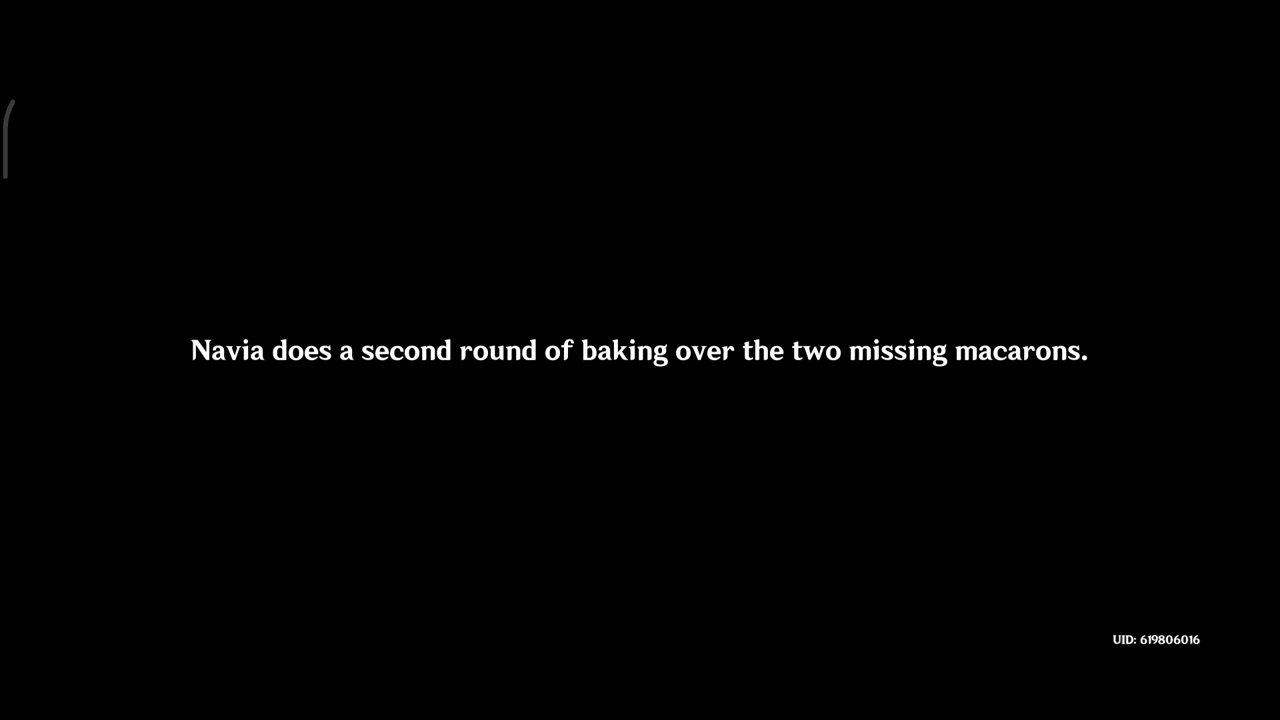 Navia does a second round of baking over the two missing macarons.
UID: 619806016